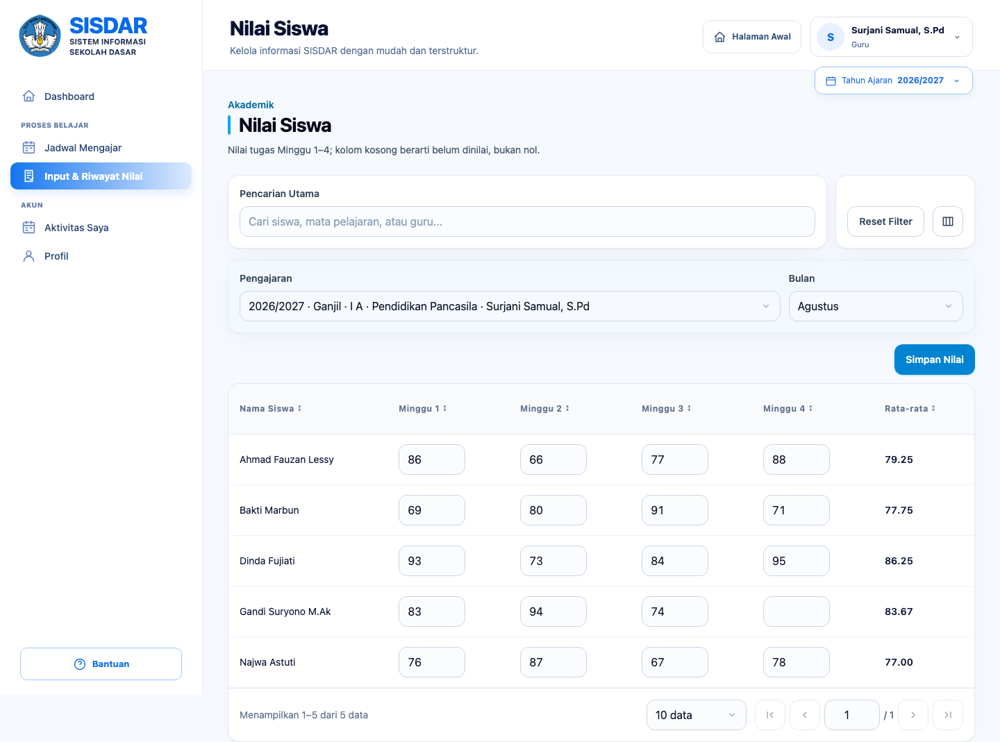 SISDAR
SISTEM INFORMASI
SEKOLAH DASAR
Dashboard
PROSES BELAJAR
Jadwal Mengajar
Input & Riwayat Nilai
AKUN
Aktivitas Saya
Profil
Bantuan
Nilai Siswa
Kelola informasi SISDAR dengan mudah dan terstruktur.
Halaman Awal
S
Surjani Samual, S.Pd
Guru
Tahun Ajaran 2026/2027
Akademik
Nilai Siswa
Nilai tugas Minggu 1–4; kolom kosong berarti belum dinilai, bukan nol.
Pencarian Utama
Cari siswa, mata pelajaran, atau guru...
Reset Filter
Pengajaran
2026/2027 · Ganjil · I A · Pendidikan Pancasila · Surjani Samual, S.Pd
Bulan
Agustus
Simpan Nilai
Nama Siswa ↕ Minggu 1 ↕ Minggu 2 ↕ Minggu 3 ↕ Minggu 4 ↕ Rata-rata ↕
Ahmad Fauzan Lessy 86 66 77 88 79.25
Bakti Marbun 69 80 91 71 77.75
Dinda Fujiati 93 73 84 95 86.25
Gandi Suryono M.Ak 83 94 74 83.67
Najwa Astuti 76 87 67 78 77.00
Menampilkan 1–5 dari 5 data
10 data
1 / 1